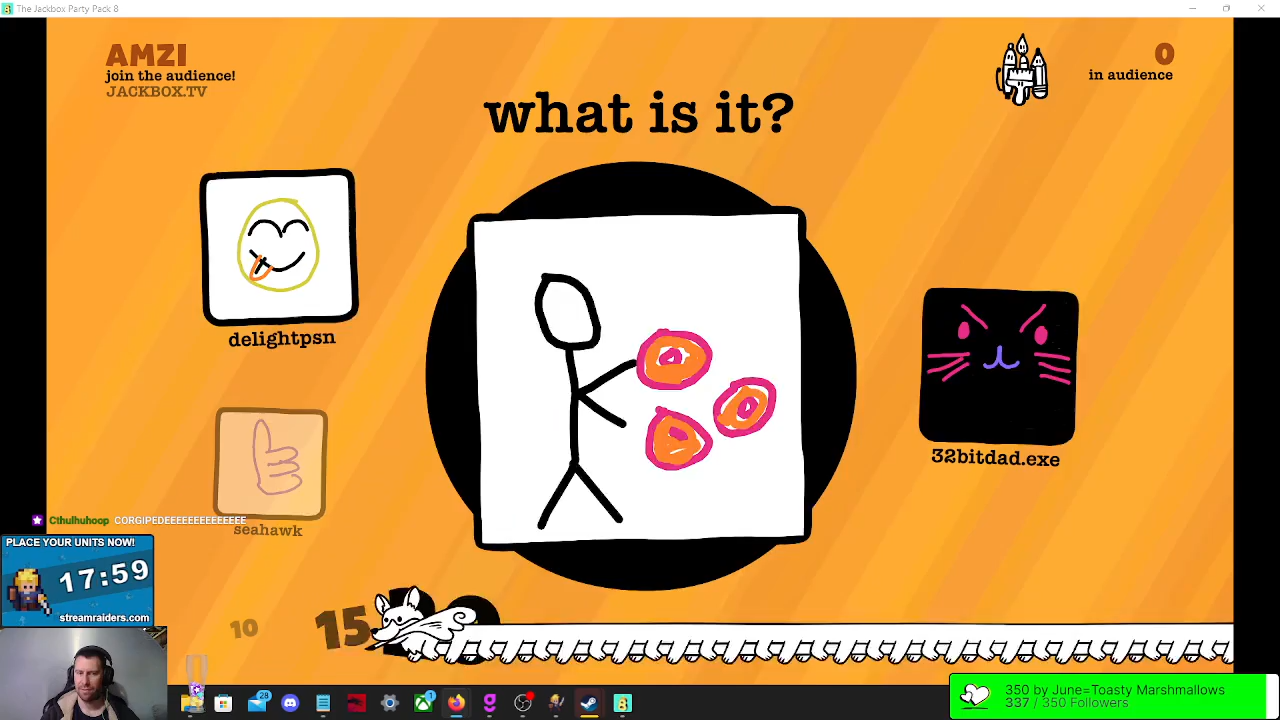 The Jackbox Party Pack 8
AMZI
join the audience!
JACKBOX.TV
0
in audience
what is it?
delightpsn
32bitdad.exe
Cthulhuhoop CORGIPEDEEEEEEEEEEEEEE
seahawk
PLACE YOUR UNITS NOW!
17:59
streamraiders.com
10
15
28
1
350 by June=Toasty Marshmallows
337 / 350 Followers